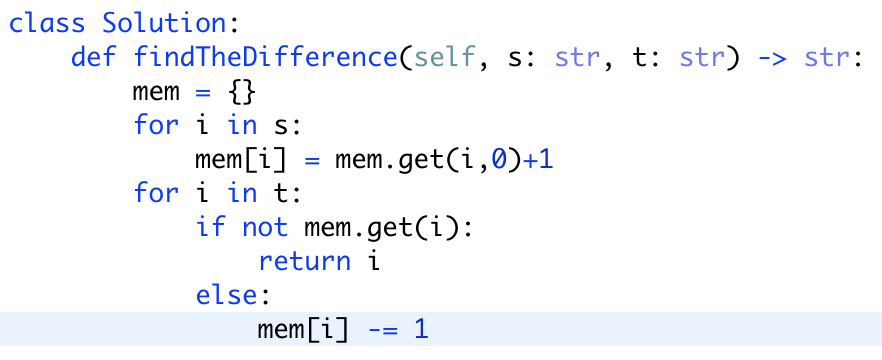 class Solution:
    def findTheDifference(self, s: str, t: str) -> str:
        mem = {}
        for i in s:
            mem[i] = mem.get(i,0)+1
        for i in t:
            if not mem.get(i):
                return i
            else:
                mem[i] -= 1